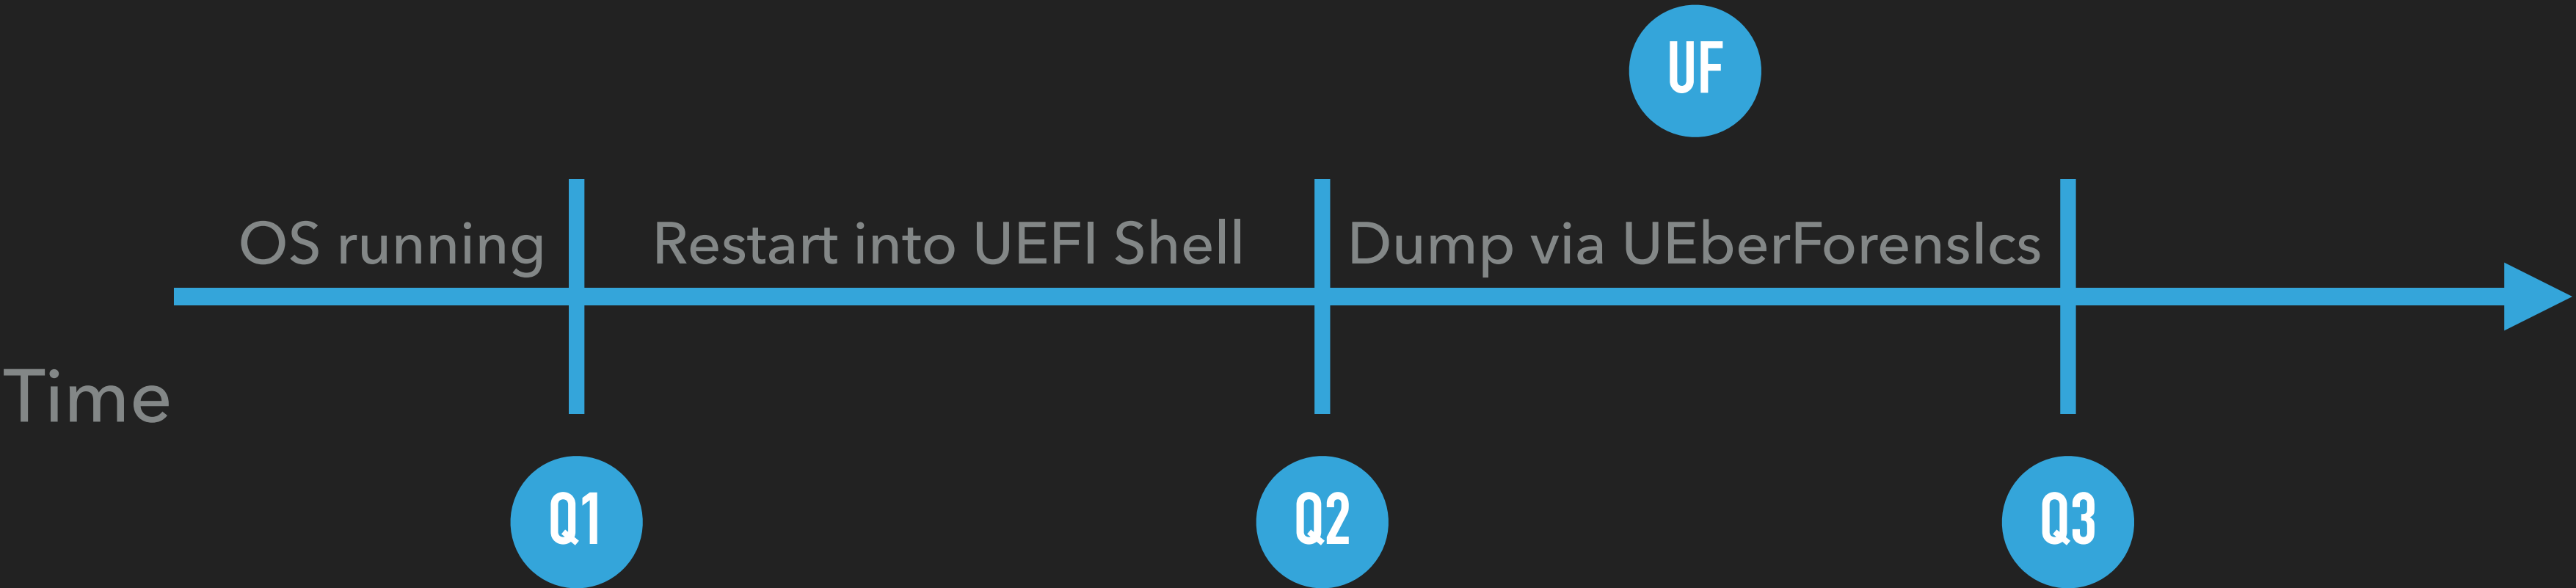 UF
OS running
Restart into UEFI Shell
Dump via UEberForensIcs
Time
Q1
Q2
Q3